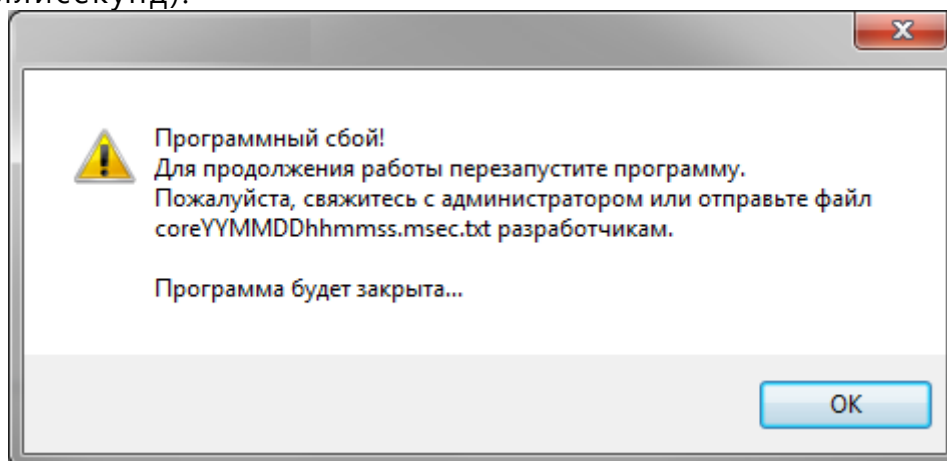 Программный сбой!
Для продолжения работы перезапустите программу.
Пожалуйста, свяжитесь с администратором или отправьте файл
coreYYMMDDhhmmss.msec.txt разработчикам.
Программа будет закрыта...
OK